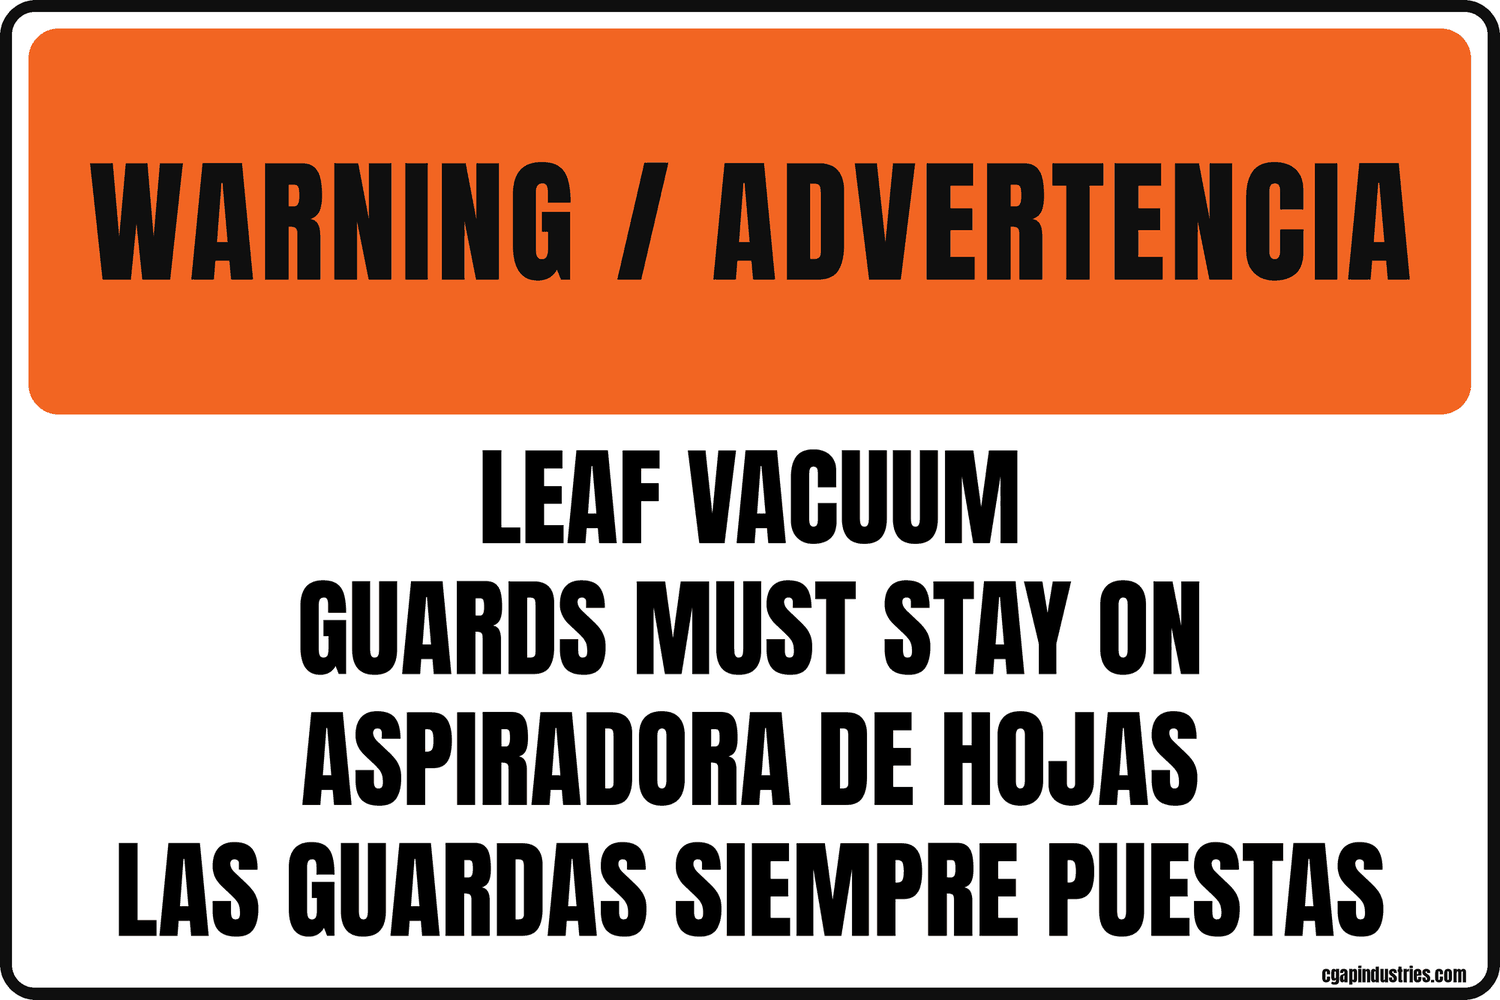 WARNING / ADVERTENCIA
LEAF VACUUM
GUARDS MUST STAY ON
ASPIRADORA DE HOJAS
LAS GUARDAS SIEMPRE PUESTAS
cgapindustries.com